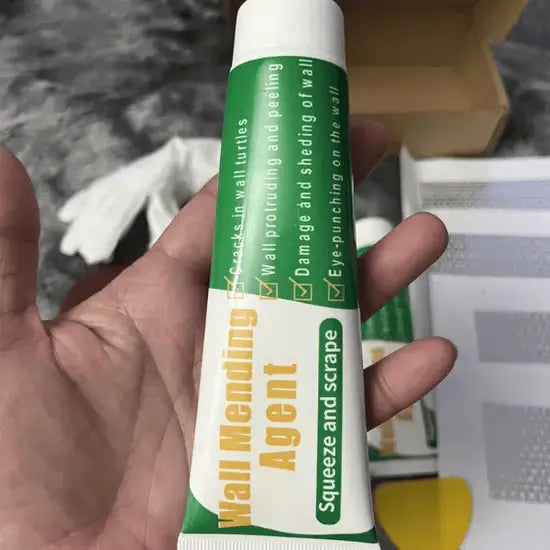 Wall Mending
Agent
Squeeze and scrape
Cracks in wall turtles
Wall protruding and peeling
Damage and sheding of wall
Eye-punching on the wall